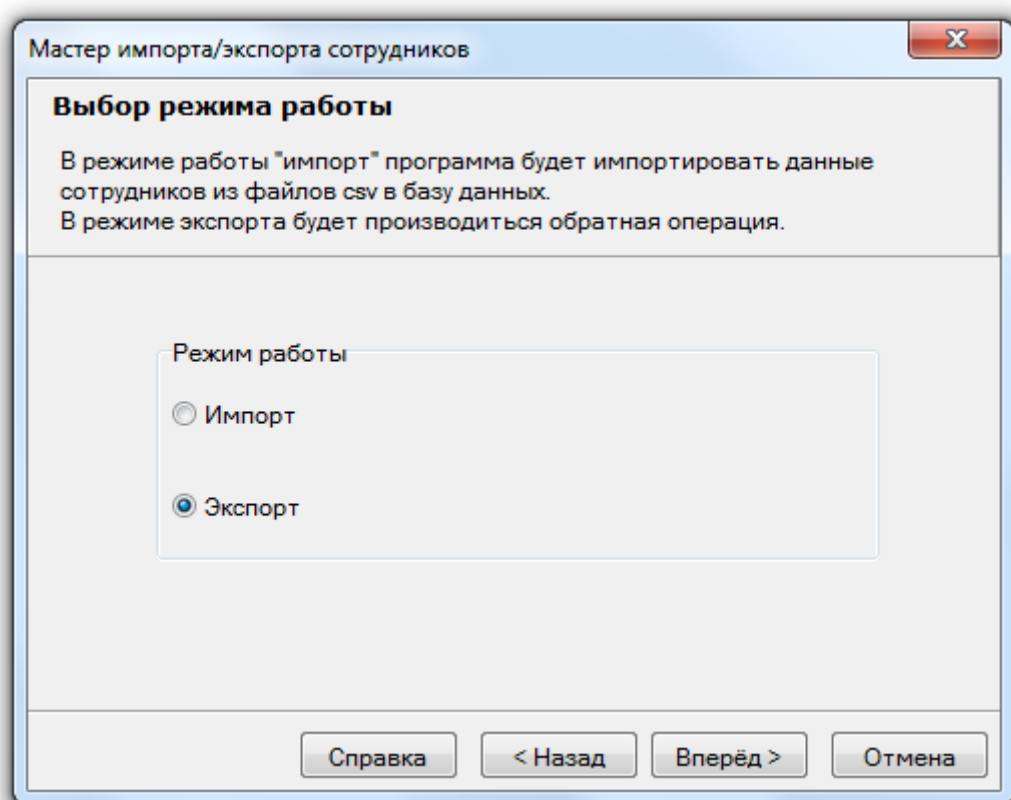 Мастер импорта/экспорта сотрудников
Выбор режима работы
В режиме работы "импорт" программа будет импортировать данные
сотрудников из файлов csv в базу данных.
В режиме экспорта будет производиться обратная операция.
Режим работы
Импорт
Экспорт
Справка
< Назад
Вперёд >
Отмена